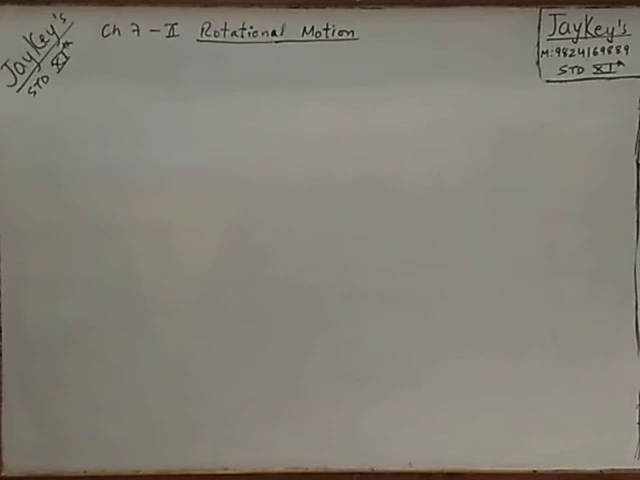 JayKey's
STD XIth
Ch 7 - II Rotational Motion
JayKey's
M:9824169889
STD XIth